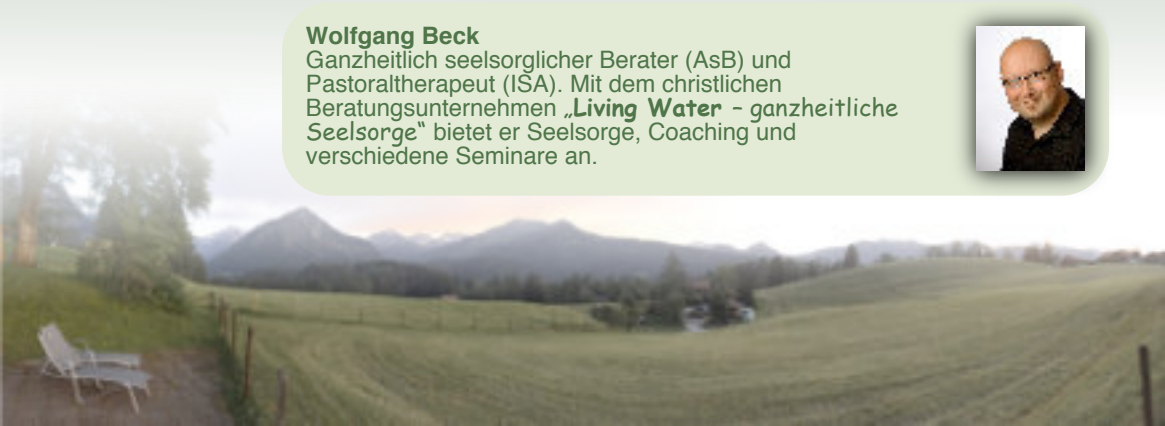 Wolfgang Beck
Ganzheitlich seelsorglicher Berater (AsB) und
Pastoraltherapeut (ISA). Mit dem christlichen
Beratungsunternehmen „Living Water – ganzheitliche
Seelsorge“ bietet er Seelsorge, Coaching und
verschiedene Seminare an.